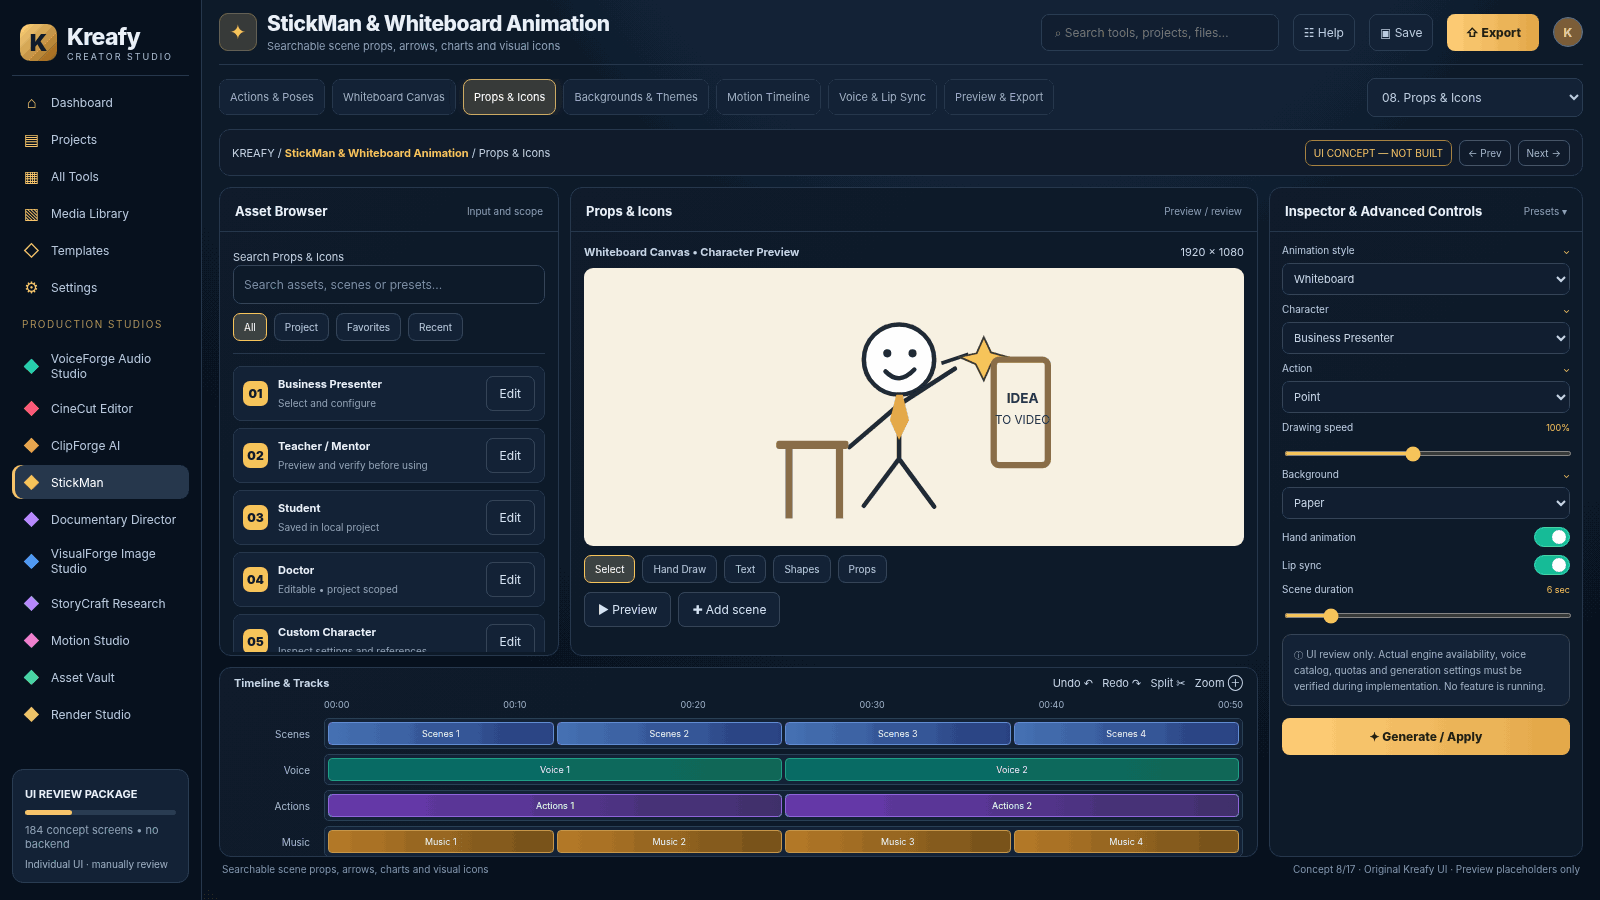 K
Kreafy
CREATOR STUDIO
Dashboard
Projects
All Tools
Media Library
Templates
Settings
PRODUCTION STUDIOS
VoiceForge Audio
Studio
CineCut Editor
ClipForge AI
StickMan
Documentary Director
VisualForge Image
Studio
StoryCraft Research
Motion Studio
Asset Vault
Render Studio
UI REVIEW PACKAGE
184 concept screens • no
backend
Individual UI · manually review
StickMan & Whiteboard Animation
Searchable scene props, arrows, charts and visual icons
Search tools, projects, files...
Help
Save
Export
K
Actions & Poses
Whiteboard Canvas
Props & Icons
Backgrounds & Themes
Motion Timeline
Voice & Lip Sync
Preview & Export
08. Props & Icons
KREAFY / StickMan & Whiteboard Animation / Props & Icons
UI CONCEPT — NOT BUILT
← Prev
Next →
Asset Browser
Input and scope
Search Props & Icons
Search assets, scenes or presets...
All
Project
Favorites
Recent
01
Business Presenter
Select and configure
Edit
02
Teacher / Mentor
Preview and verify before using
Edit
03
Student
Saved in local project
Edit
04
Doctor
Editable • project scoped
Edit
05
Custom Character
Inspect settings and references
Edit
Props & Icons
Preview / review
Whiteboard Canvas • Character Preview
1920 × 1080
IDEA
TO VIDEO
Select
Hand Draw
Text
Shapes
Props
▶ Preview
✚ Add scene
Inspector & Advanced Controls
Presets ▾
Animation style
Whiteboard
Character
Business Presenter
Action
Point
Drawing speed
100%
Background
Paper
Hand animation
Lip sync
Scene duration
6 sec
ⓘ UI review only. Actual engine availability, voice
catalog, quotas and generation settings must be
verified during implementation. No feature is running.
✦ Generate / Apply
Timeline & Tracks
Undo ↶
Redo ↷
Split ✂
Zoom
00:00
00:10
00:20
00:30
00:40
00:50
Scenes
Scenes 1
Scenes 2
Scenes 3
Scenes 4
Voice
Voice 1
Voice 2
Actions
Actions 1
Actions 2
Music
Music 1
Music 2
Music 3
Music 4
Searchable scene props, arrows, charts and visual icons
Concept 8/17 · Original Kreafy UI · Preview placeholders only